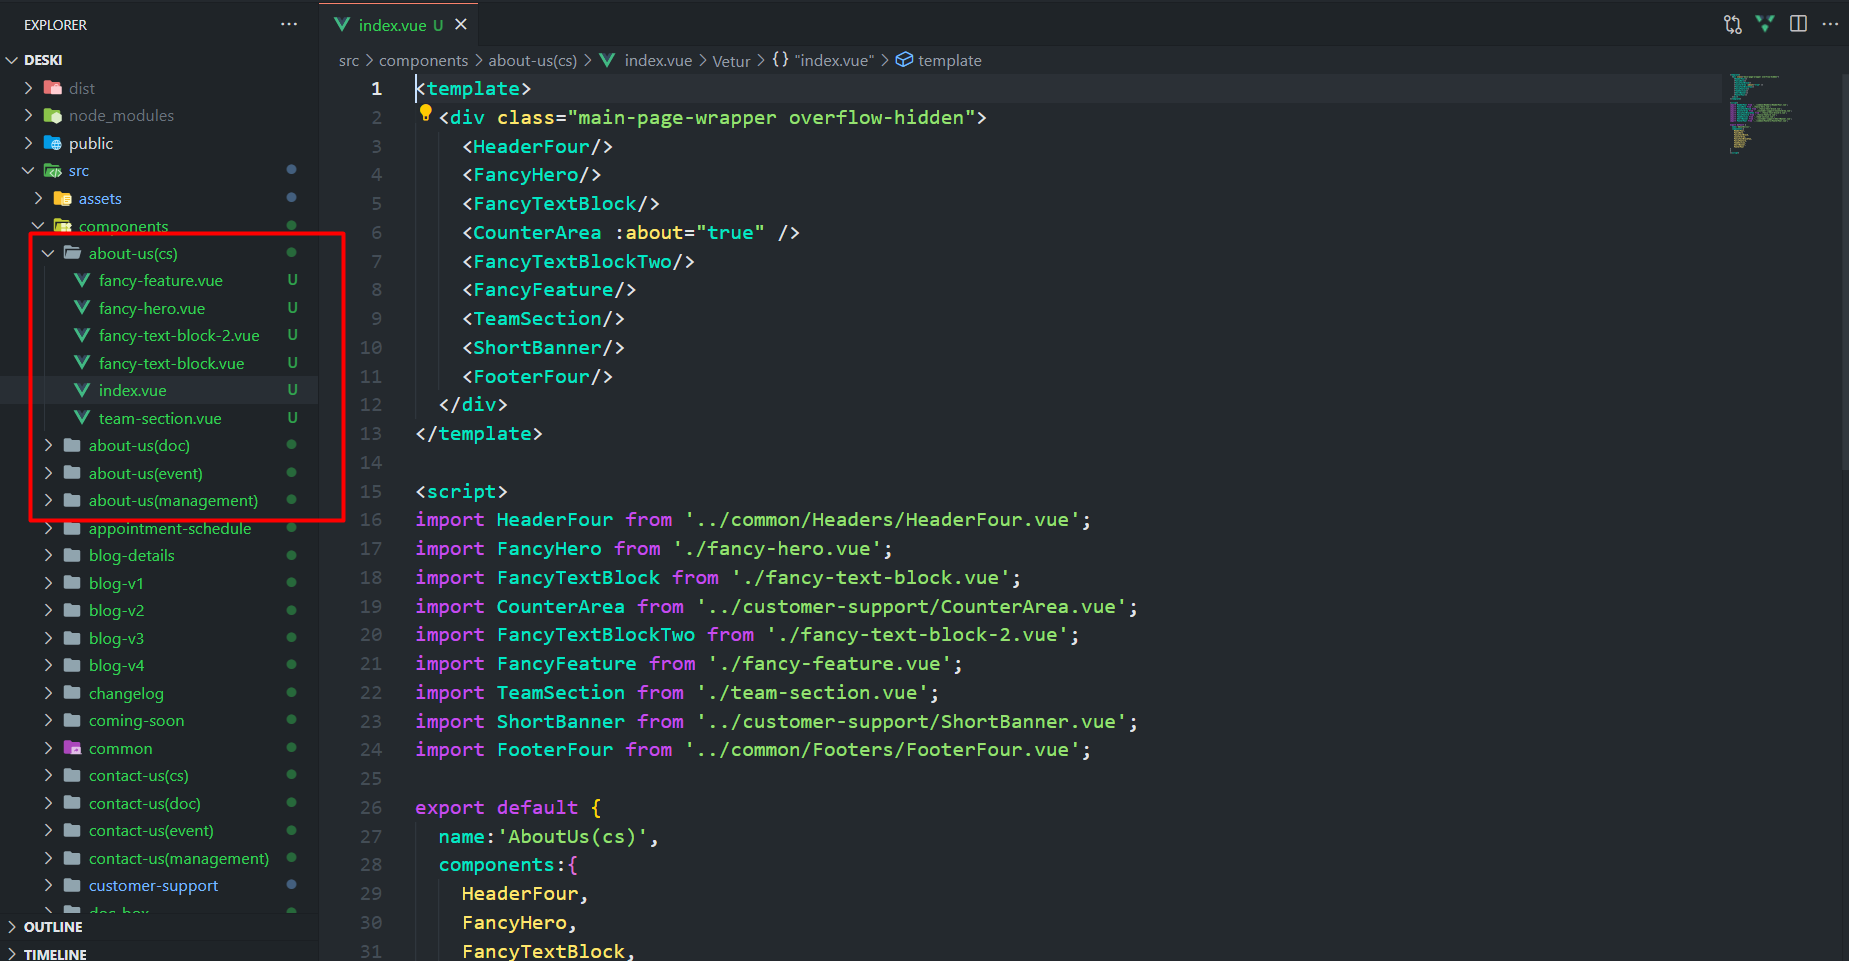 EXPLORER
DESKI
dist
node_modules
public
src
assets
components
about-us(cs)
fancy-feature.vue U
fancy-hero.vue U
fancy-text-block-2.vue U
fancy-text-block.vue U
index.vue U
team-section.vue U
about-us(doc)
about-us(event)
about-us(management)
appointment-schedule
blog-details
blog-v1
blog-v2
blog-v3
blog-v4
changelog
coming-soon
common
contact-us(cs)
contact-us(doc)
contact-us(event)
contact-us(management)
customer-support
doc-box
OUTLINE
TIMELINE
index.vue U
src > components > about-us(cs) > index.vue > Vetur > {} "index.vue" > template
1 <template>
2 <div class="main-page-wrapper overflow-hidden">
3 <HeaderFour/>
4 <FancyHero/>
5 <FancyTextBlock/>
6 <CounterArea :about="true" />
7 <FancyTextBlockTwo/>
8 <FancyFeature/>
9 <TeamSection/>
10 <ShortBanner/>
11 <FooterFour/>
12 </div>
13 </template>
14
15 <script>
16 import HeaderFour from '../common/Headers/HeaderFour.vue';
17 import FancyHero from './fancy-hero.vue';
18 import FancyTextBlock from './fancy-text-block.vue';
19 import CounterArea from '../customer-support/CounterArea.vue';
20 import FancyTextBlockTwo from './fancy-text-block-2.vue';
21 import FancyFeature from './fancy-feature.vue';
22 import TeamSection from './team-section.vue';
23 import ShortBanner from '../customer-support/ShortBanner.vue';
24 import FooterFour from '../common/Footers/FooterFour.vue';
25
26 export default {
27 name:'AboutUs(cs)',
28 components:{
29 HeaderFour,
30 FancyHero,
31 FancyTextBlock,